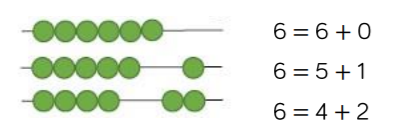 6 = 6 + 0
6 = 5 + 1
6 = 4 + 2